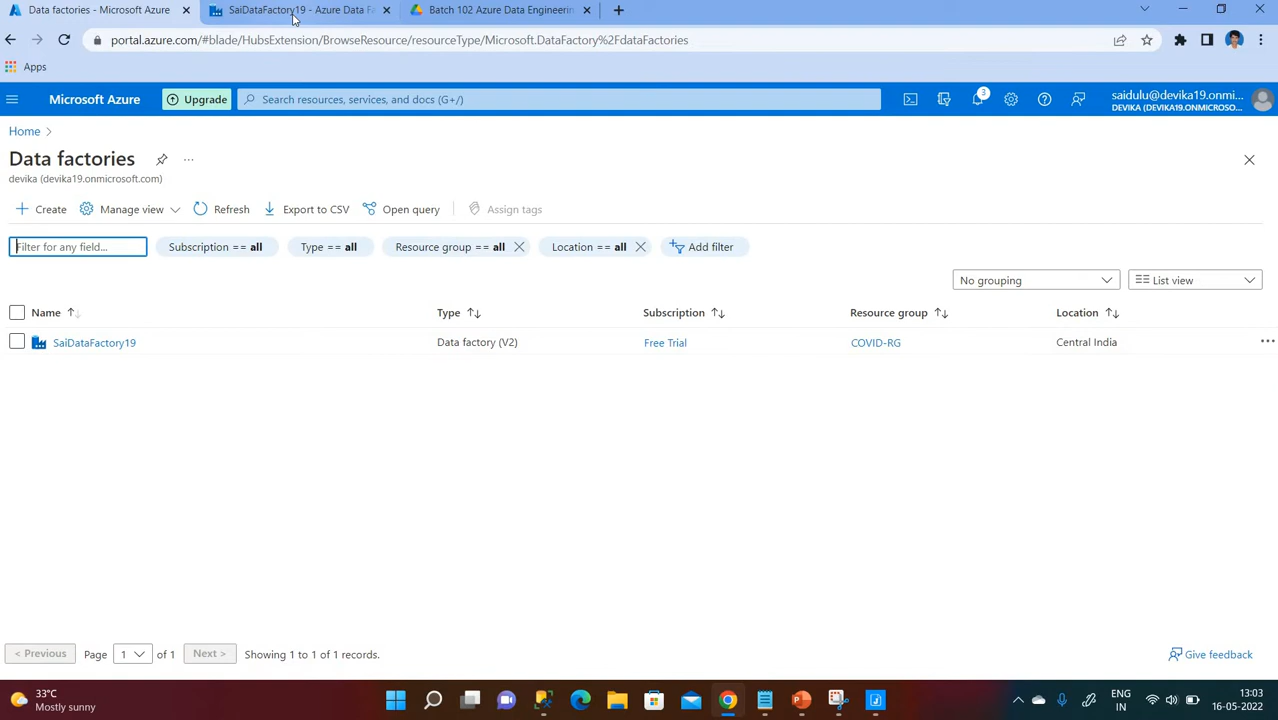 Data factories - Microsoft Azure
SaiDataFactory19 - Azure Data Fa
Batch 102 Azure Data Engineerin
portal.azure.com/#blade/HubsExtension/BrowseResource/resourceType/Microsoft.DataFactory%2FdataFactories
Apps
Microsoft Azure
Upgrade
Search resources, services, and docs (G+/)
3
saidulu@devika19.onmi...
DEVIKA (DEVIKA19.ONMICROSO...
Home >
Data factories
...
devika (devika19.onmicrosoft.com)
Create
Manage view
Refresh
Export to CSV
Open query
Assign tags
Filter for any field...
Subscription == all
Type == all
Resource group == all
Location == all
Add filter
No grouping
List view
Name
Type
Subscription
Resource group
Location
SaiDataFactory19
Data factory (V2)
Free Trial
COVID-RG
Central India
...
< Previous
Page
1
of 1
Next >
Showing 1 to 1 of 1 records.
Give feedback
33°C
Mostly sunny
ENG
IN
13:03
16-05-2022